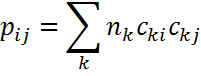 p_{ij} = \sum_{k} n_k c_{ki} c_{kj}